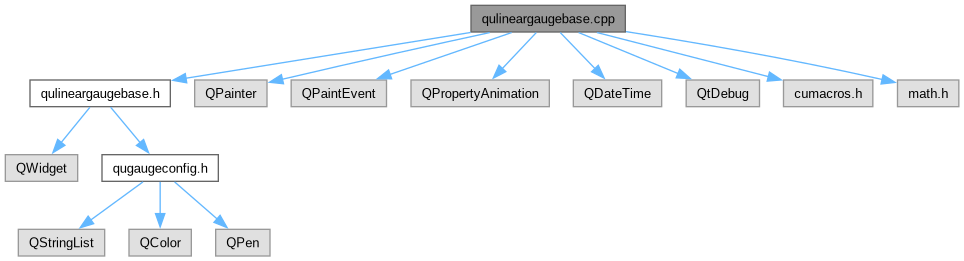 qulineargaugebase.cpp
qulineargaugebase.h
QPainter
QPaintEvent
QPropertyAnimation
QDateTime
QtDebug
cumacros.h
math.h
QWidget
qugaugeconfig.h
QStringList
QColor
QPen